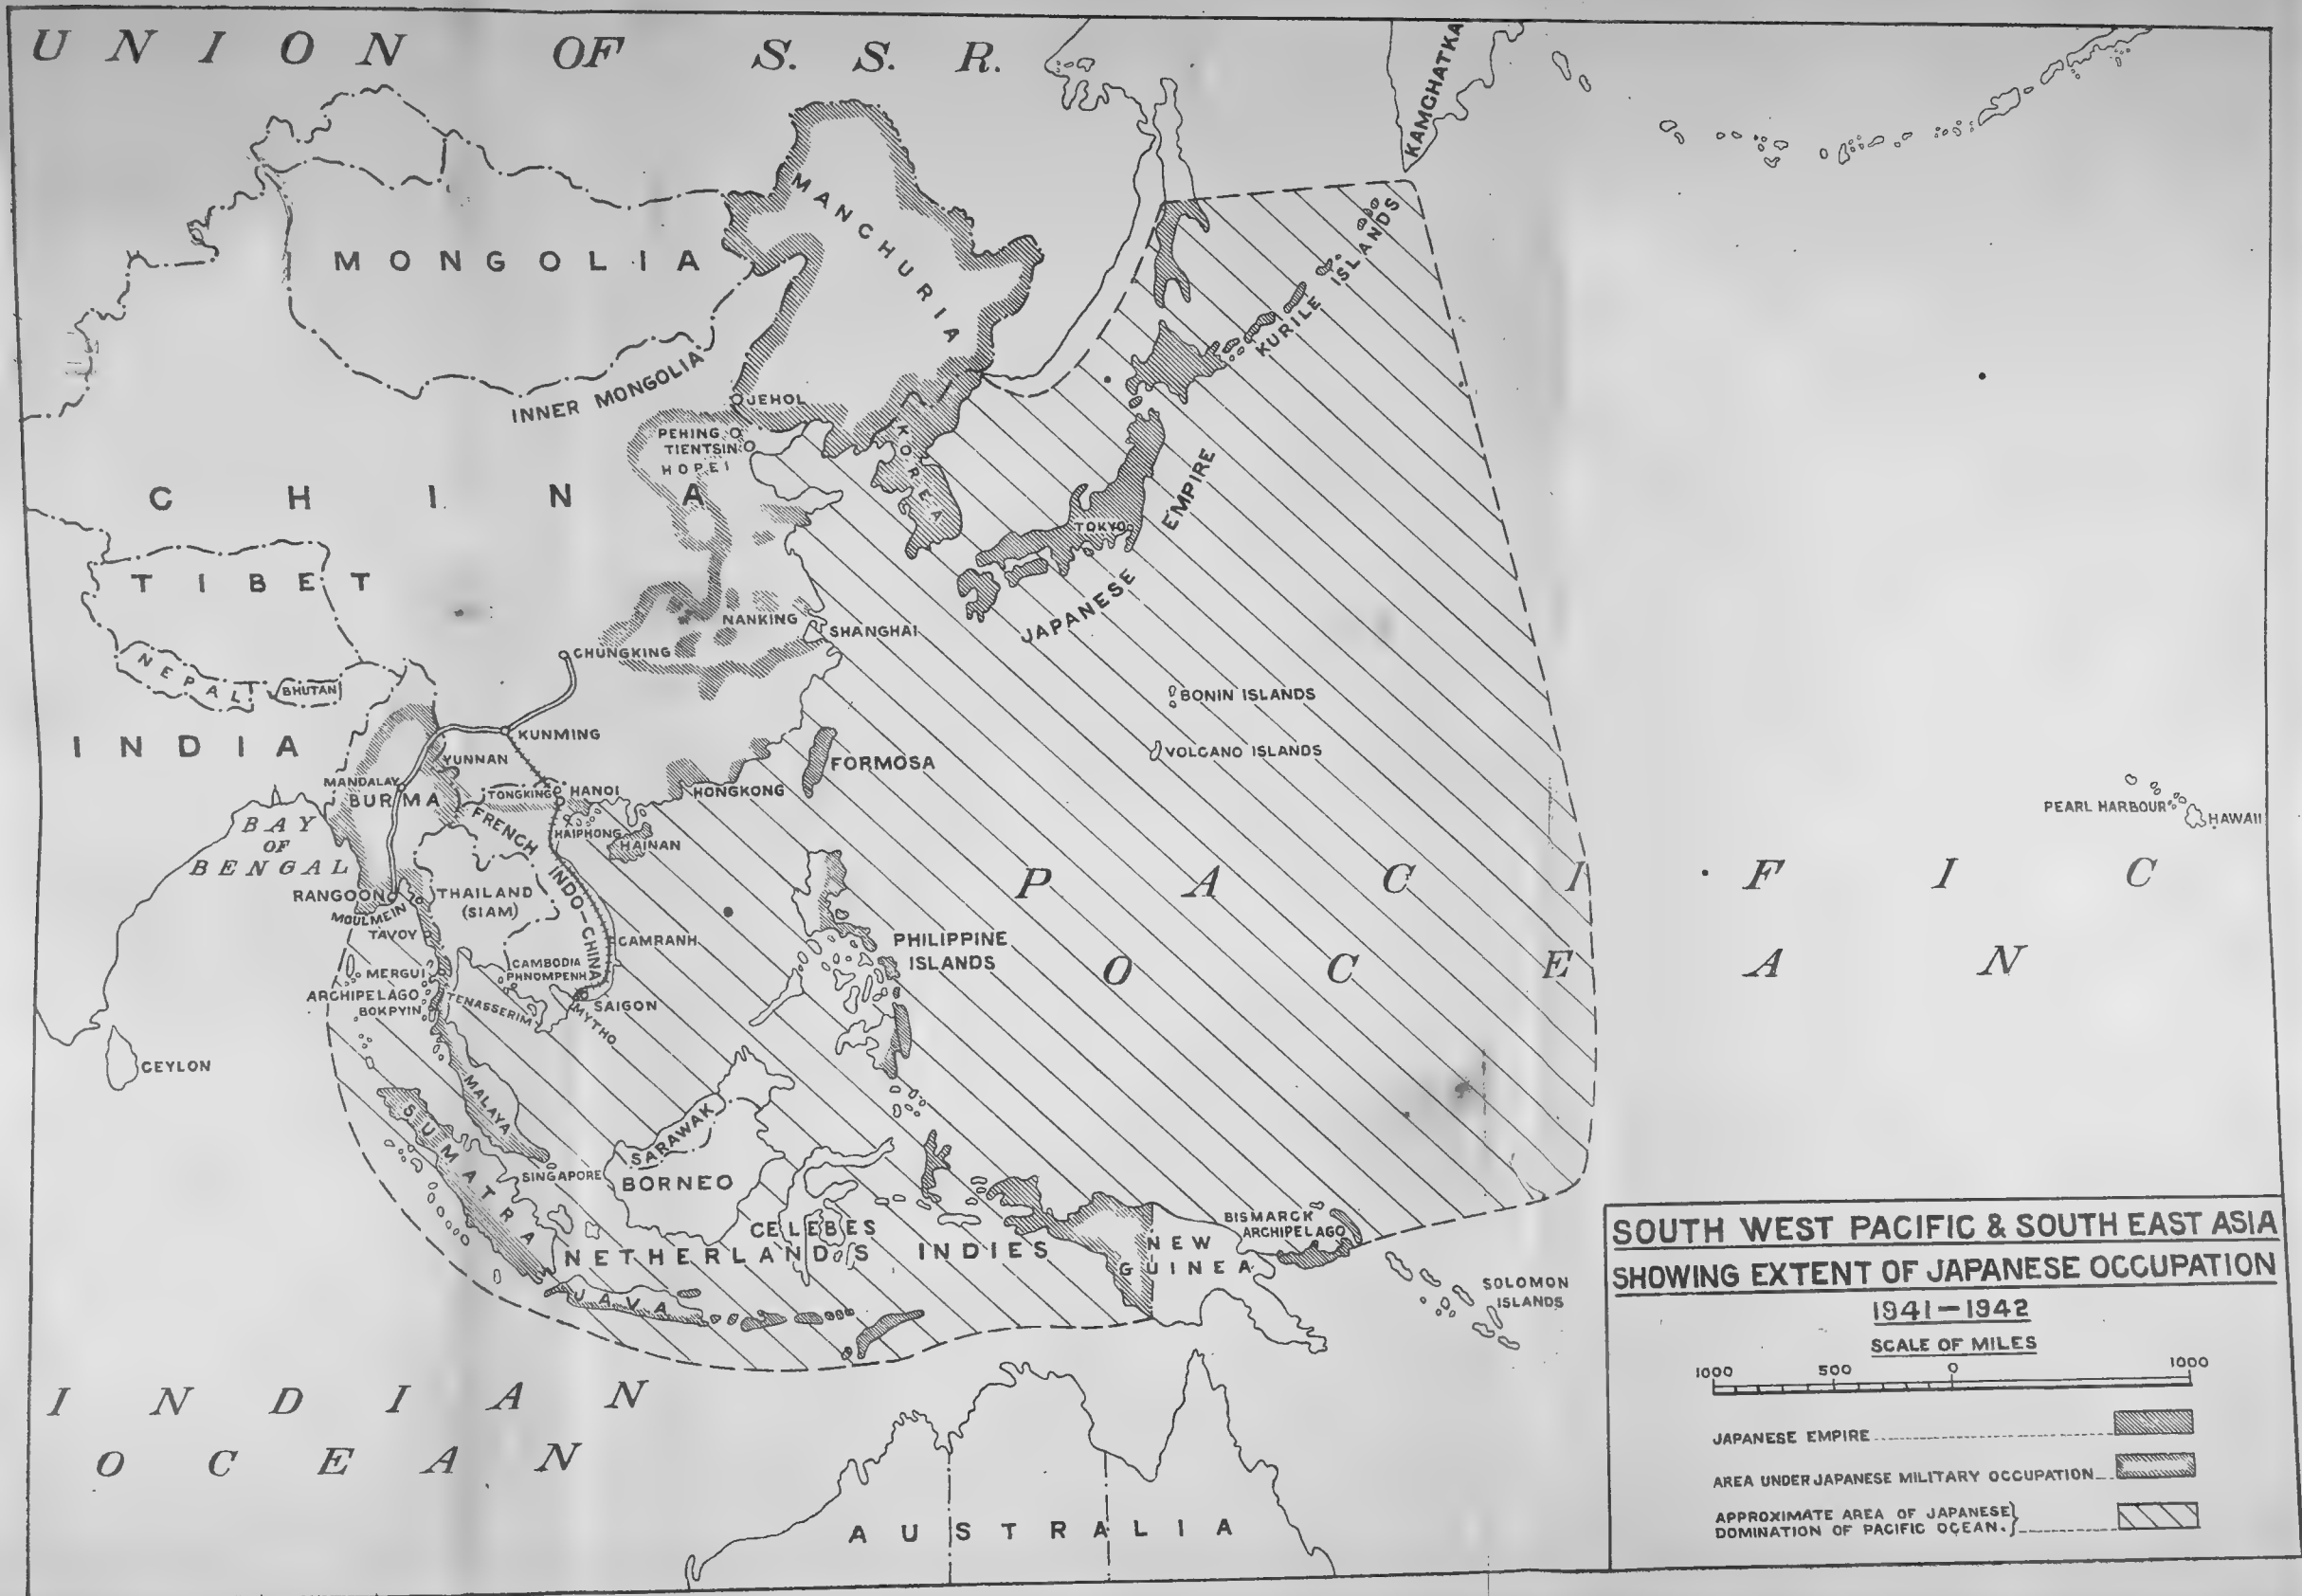 UNION OF S. S. R.
KAMCHATKA
MONGOLIA
MANCHURIA
KURILE ISLANDS
INNER MONGOLIA
JEHOL
PEHING
TIENTSIN
HOPEI
KOREA
CHINA
TOKYO
JAPANESE EMPIRE
TIBET
NANKING
SHANGHAI
CHUNGKING
NEPAL
BHUTAN
BONIN ISLANDS
INDIA
KUNMING
VOLCANO ISLANDS
YUNNAN
FORMOSA
MANDALAY
BURMA
TONGKING
HANOI
HONGKONG
PEARL HARBOUR
HAWAII
BAY
OF
BENGAL
FRENCH INDO-CHINA
HAIPHONG
HAINAN
PACIFIC
OCEAN
RANGOON
THAILAND
(SIAM)
MOULMEIN
TAVOY
CAMRANH
PHILIPPINE
ISLANDS
CAMBODIA
PHNOMPENH
MERGUI
ARCHIPELAGO
BOKPYIN
TENASSERIM
SAIGON
MYTHO
CEYLON
MALAYA
SUMATRA
SARAWAK
SINGAPORE
BORNEO
CELEBES
NETHERLANDS INDIES
BISMARCK
ARCHIPELAGO
NEW
GUINEA
JAVA
SOLOMON
ISLANDS
INDIAN
OCEAN
AUSTRALIA
SOUTH WEST PACIFIC & SOUTH EAST ASIA
SHOWING EXTENT OF JAPANESE OCCUPATION
1941-1942
SCALE OF MILES
1000 500 0 1000
JAPANESE EMPIRE
AREA UNDER JAPANESE MILITARY OCCUPATION
APPROXIMATE AREA OF JAPANESE
DOMINATION OF PACIFIC OCEAN.